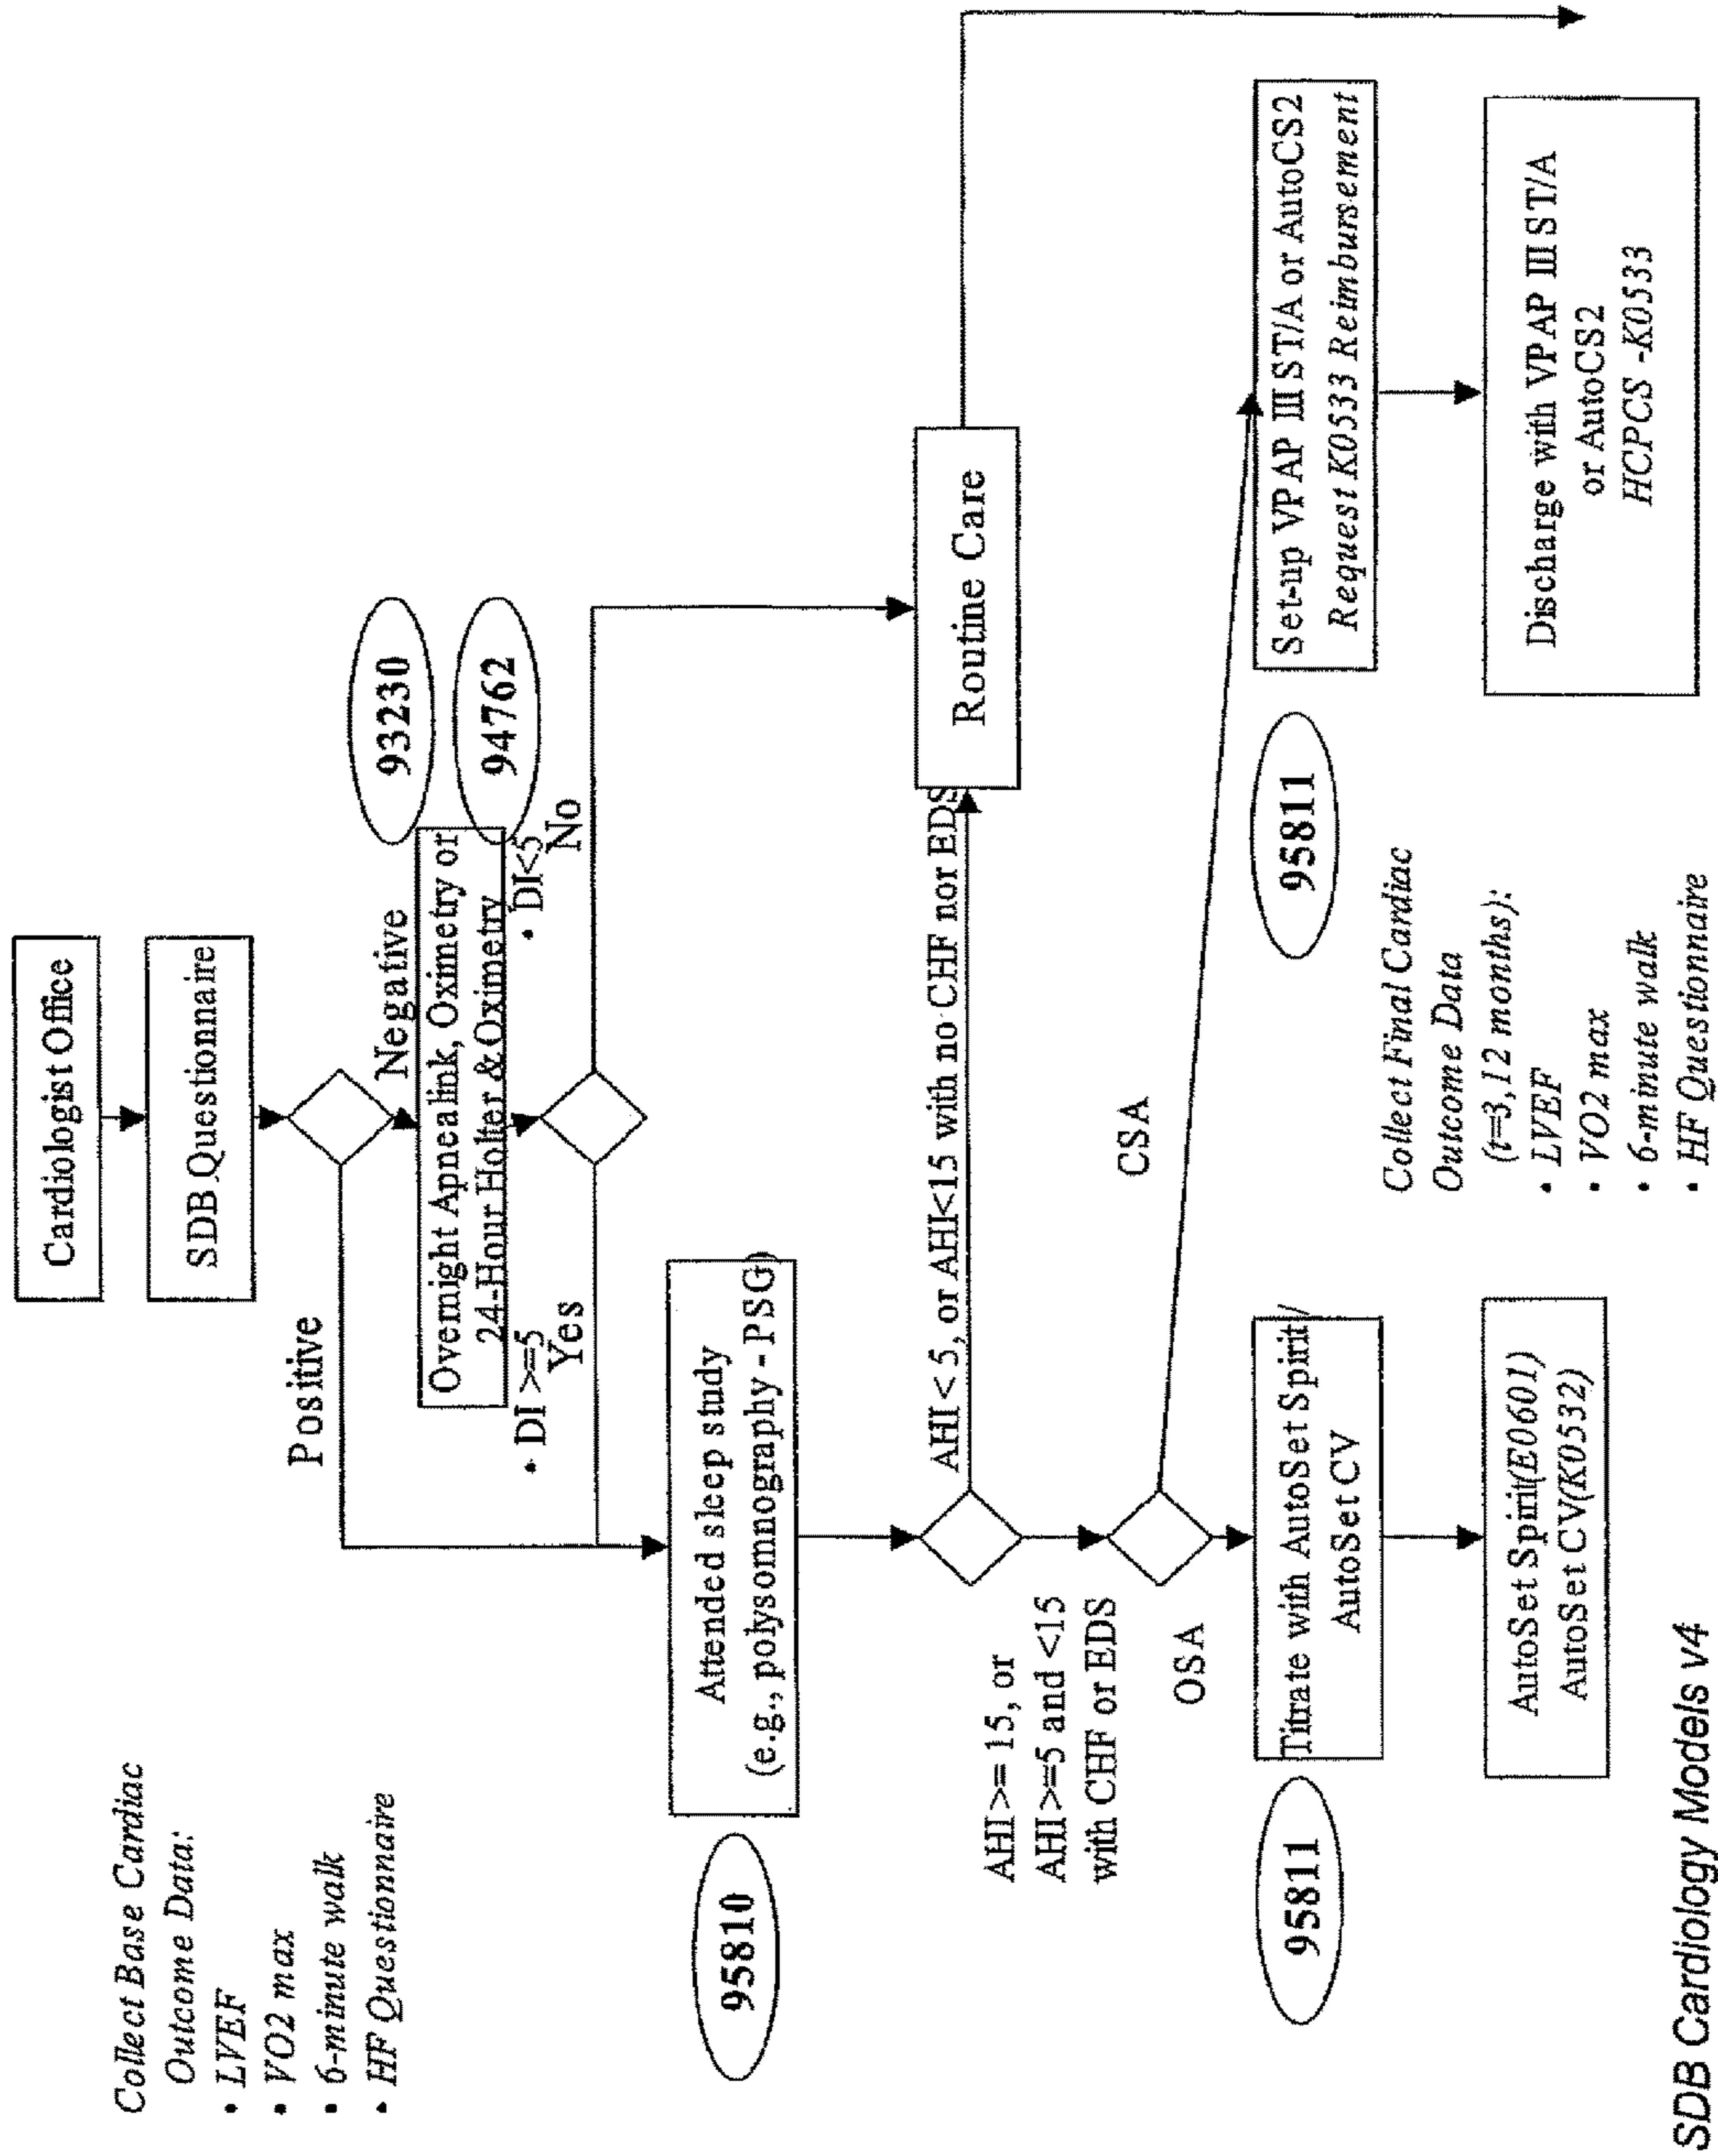 Cardiologist Office
SDB Questionnaire
Collect Base Cardiac
Outcome Data:
• LVEF
• VO2 max
• 6-minute walk
• HF Questionnaire
Positive
Negative
Overnight Apnealink, Oximetry or
24-Hour Holter & Oximetry
93230
94762
• DI >=5
Yes
• DI<5
No
95810
Attended sleep study
(e.g., polysomnography - PSG)
AHI < 5, or AHI<15 with no CHF nor EDS
Routine Care
AHI >= 15, or
AHI >=5 and <15
with CHF or EDS
OSA
CSA
95811
Titrate with AutoSet Spirit/
AutoSet CV
95811
Set-up VPAP III ST/A or AutoCS2
Request K0533 Reimbursement
AutoSet Spirit(E0601)
AutoSet CV(K0532)
Collect Final Cardiac
Outcome Data
(t=3,12 months):
• LVEF
• VO2 max
• 6-minute walk
• HF Questionnaire
Discharge with VPAP III ST/A
or AutoCS2
HCPCS -K0533
SDB Cardiology Models v4